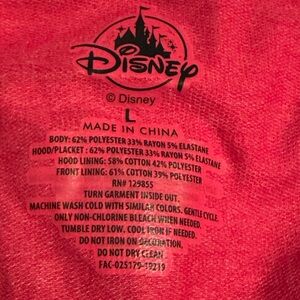 Disney
© Disney
L
MADE IN CHINA
BODY: 62% POLYESTER 33% RAYON 5% ELASTANE
HOOD/PLACKET: 62% POLYESTER 33% RAYON 5% ELASTANE
HOOD LINING: 58% COTTON 42% POLYESTER
FRONT LINING: 61% COTTON 39% POLYESTER
RN# 129855
TURN GARMENT INSIDE OUT.
MACHINE WASH COLD WITH SIMILAR COLORS. GENTLE CYCLE.
ONLY NON-CHLORINE BLEACH WHEN NEEDED.
TUMBLE DRY LOW. COOL IRON IF NEEDED.
DO NOT IRON ON DECORATION.
DO NOT DRY CLEAN
FAC-025179-19219